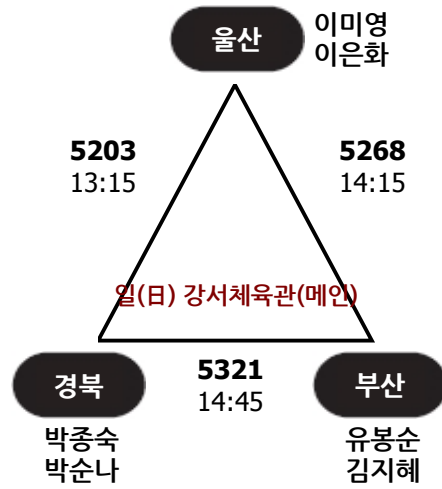 울산
이미영
이은화
5203
13:15
5268
14:15
일(日) 강서체육관(메인)
경북
5321
14:45
부산
박종숙
박순나
유봉순
김지혜